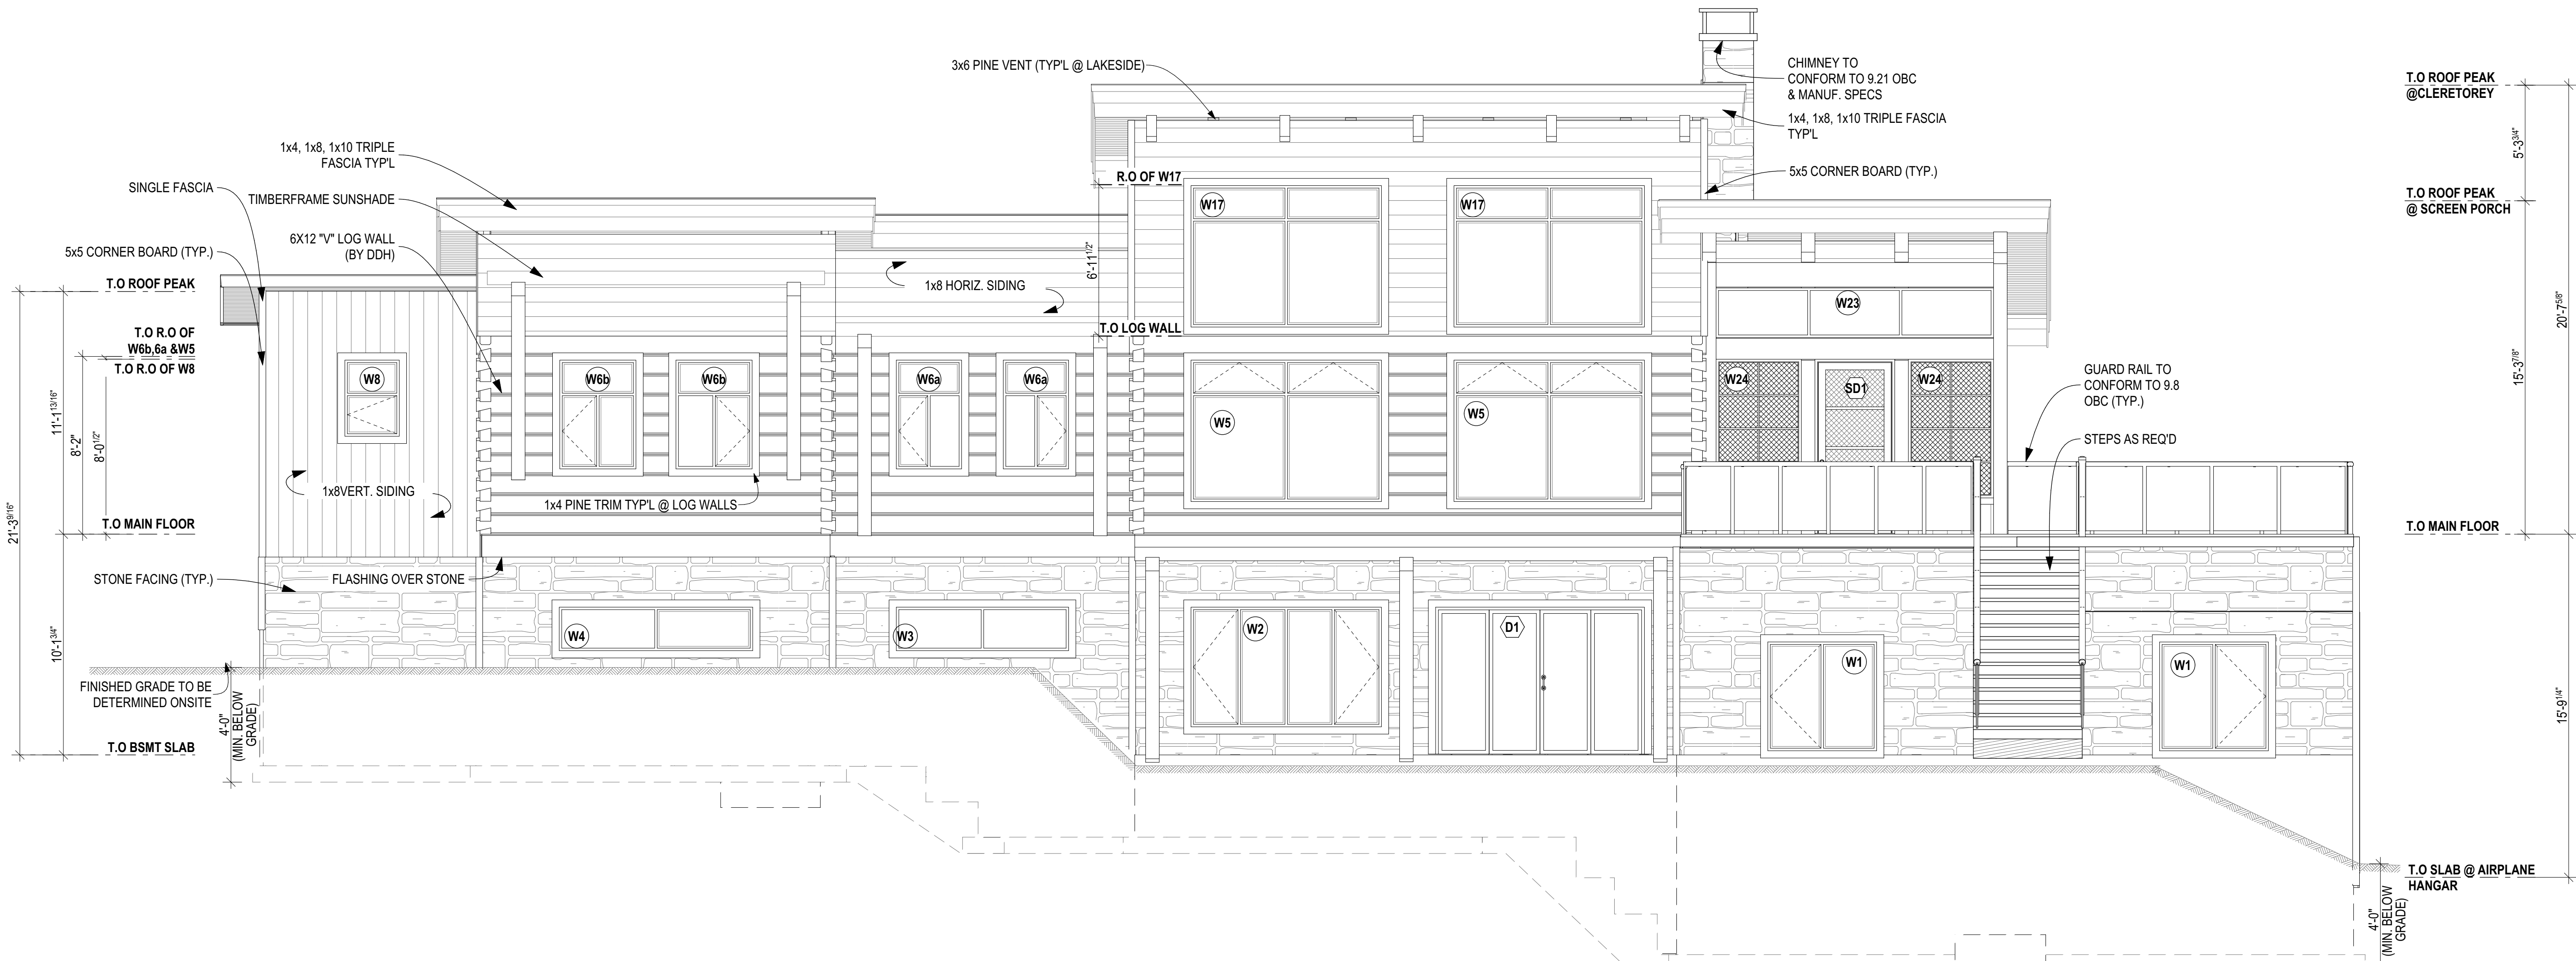 3x6 PINE VENT (TYP'L @ LAKESIDE)
CHIMNEY TO
CONFORM TO 9.21 OBC
& MANUF. SPECS
1x4, 1x8, 1x10 TRIPLE FASCIA
TYP'L
5x5 CORNER BOARD (TYP.)
T.O ROOF PEAK
@CLERETOREY
5'-3 3/4"
T.O ROOF PEAK
@ SCREEN PORCH
20'-7 5/8"
15'-3 7/8"
1x4, 1x8, 1x10 TRIPLE
FASCIA TYP'L
SINGLE FASCIA
TIMBERFRAME SUNSHADE
6X12 "V" LOG WALL
(BY DDH)
5x5 CORNER BOARD (TYP.)
T.O ROOF PEAK
T.O R.O OF
W6b,6a &W5
T.O R.O OF W8
11'-1 13/16"
8'-2"
8'-0 1/2"
21'-3 9/16"
T.O MAIN FLOOR
10'-1 3/4"
R.O OF W17
6'-11 1/2"
T.O LOG WALL
1x8 HORIZ. SIDING
W17
W17
W23
W8
W6b
W6b
W6a
W6a
W5
W5
W24
SD1
W24
GUARD RAIL TO
CONFORM TO 9.8
OBC (TYP.)
STEPS AS REQ'D
1x8VERT. SIDING
1x4 PINE TRIM TYP'L @ LOG WALLS
T.O MAIN FLOOR
STONE FACING (TYP.)
FLASHING OVER STONE
W4
W3
W2
D1
W1
W1
FINISHED GRADE TO BE
DETERMINED ONSITE
4'-0"
(MIN. BELOW
GRADE)
T.O BSMT SLAB
15'-9 1/4"
T.O SLAB @ AIRPLANE
HANGAR
4'-0"
(MIN. BELOW
GRADE)